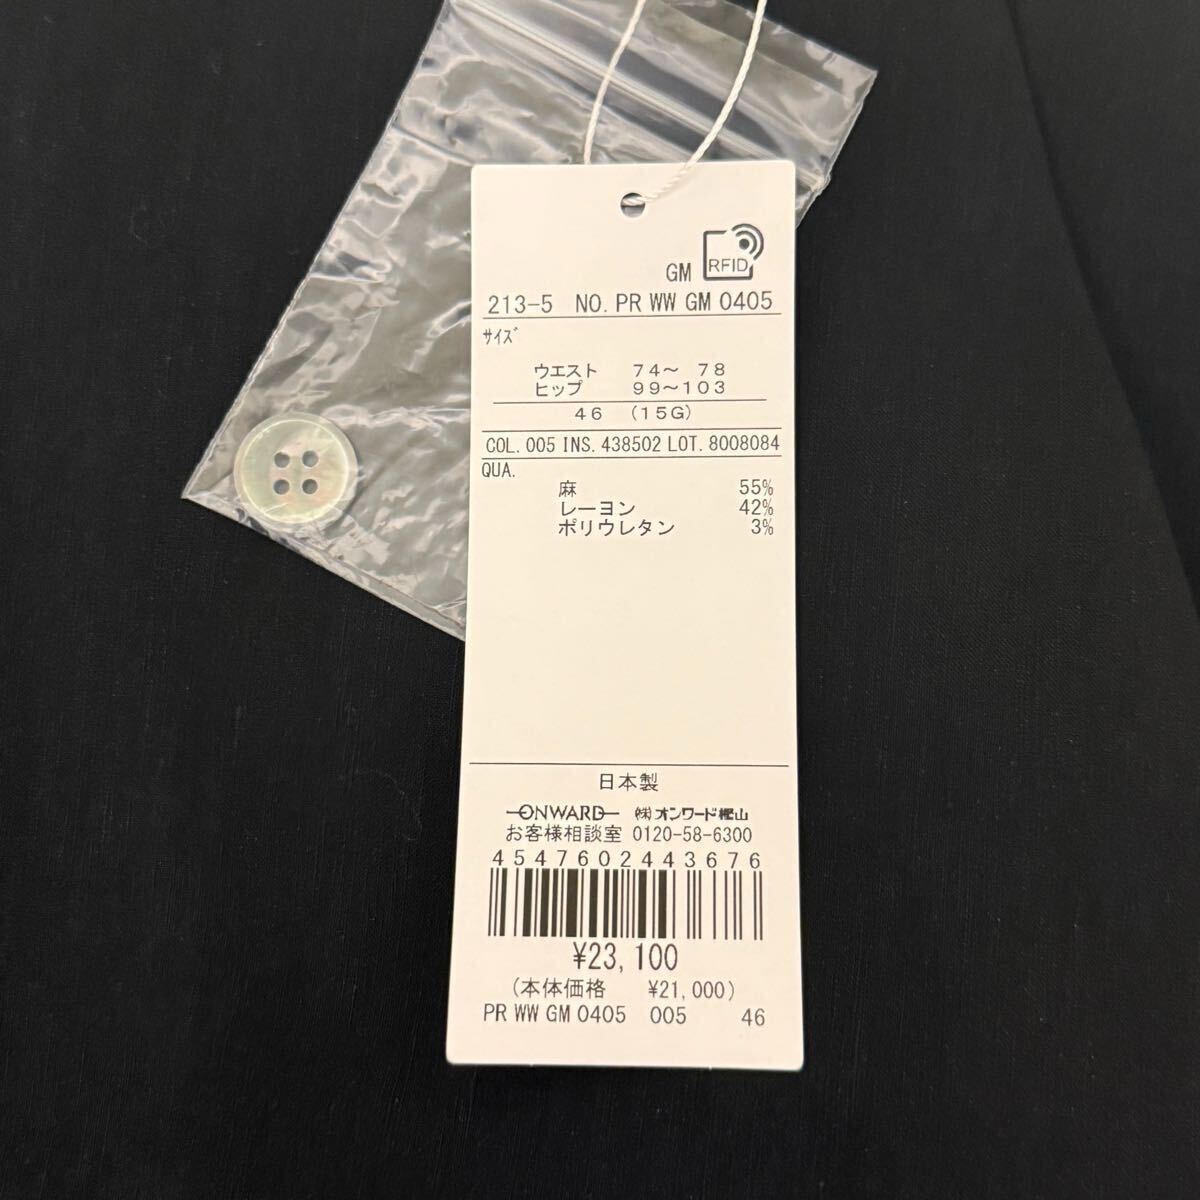 GM RFID
213-5 NO. PR WW GM 0405
サイズ
ウエスト 74～ 78
ヒップ 99～103
46 (15G)
COL. 005 INS. 438502 LOT. 8008084
QUA.
麻 55%
レーヨン 42%
ポリウレタン 3%
日本製
ONWARD ㈱オンワード樫山
お客様相談室 0120-58-6300
4547602443676
¥23,100
(本体価格 ¥21,000)
PR WW GM 0405 005 46